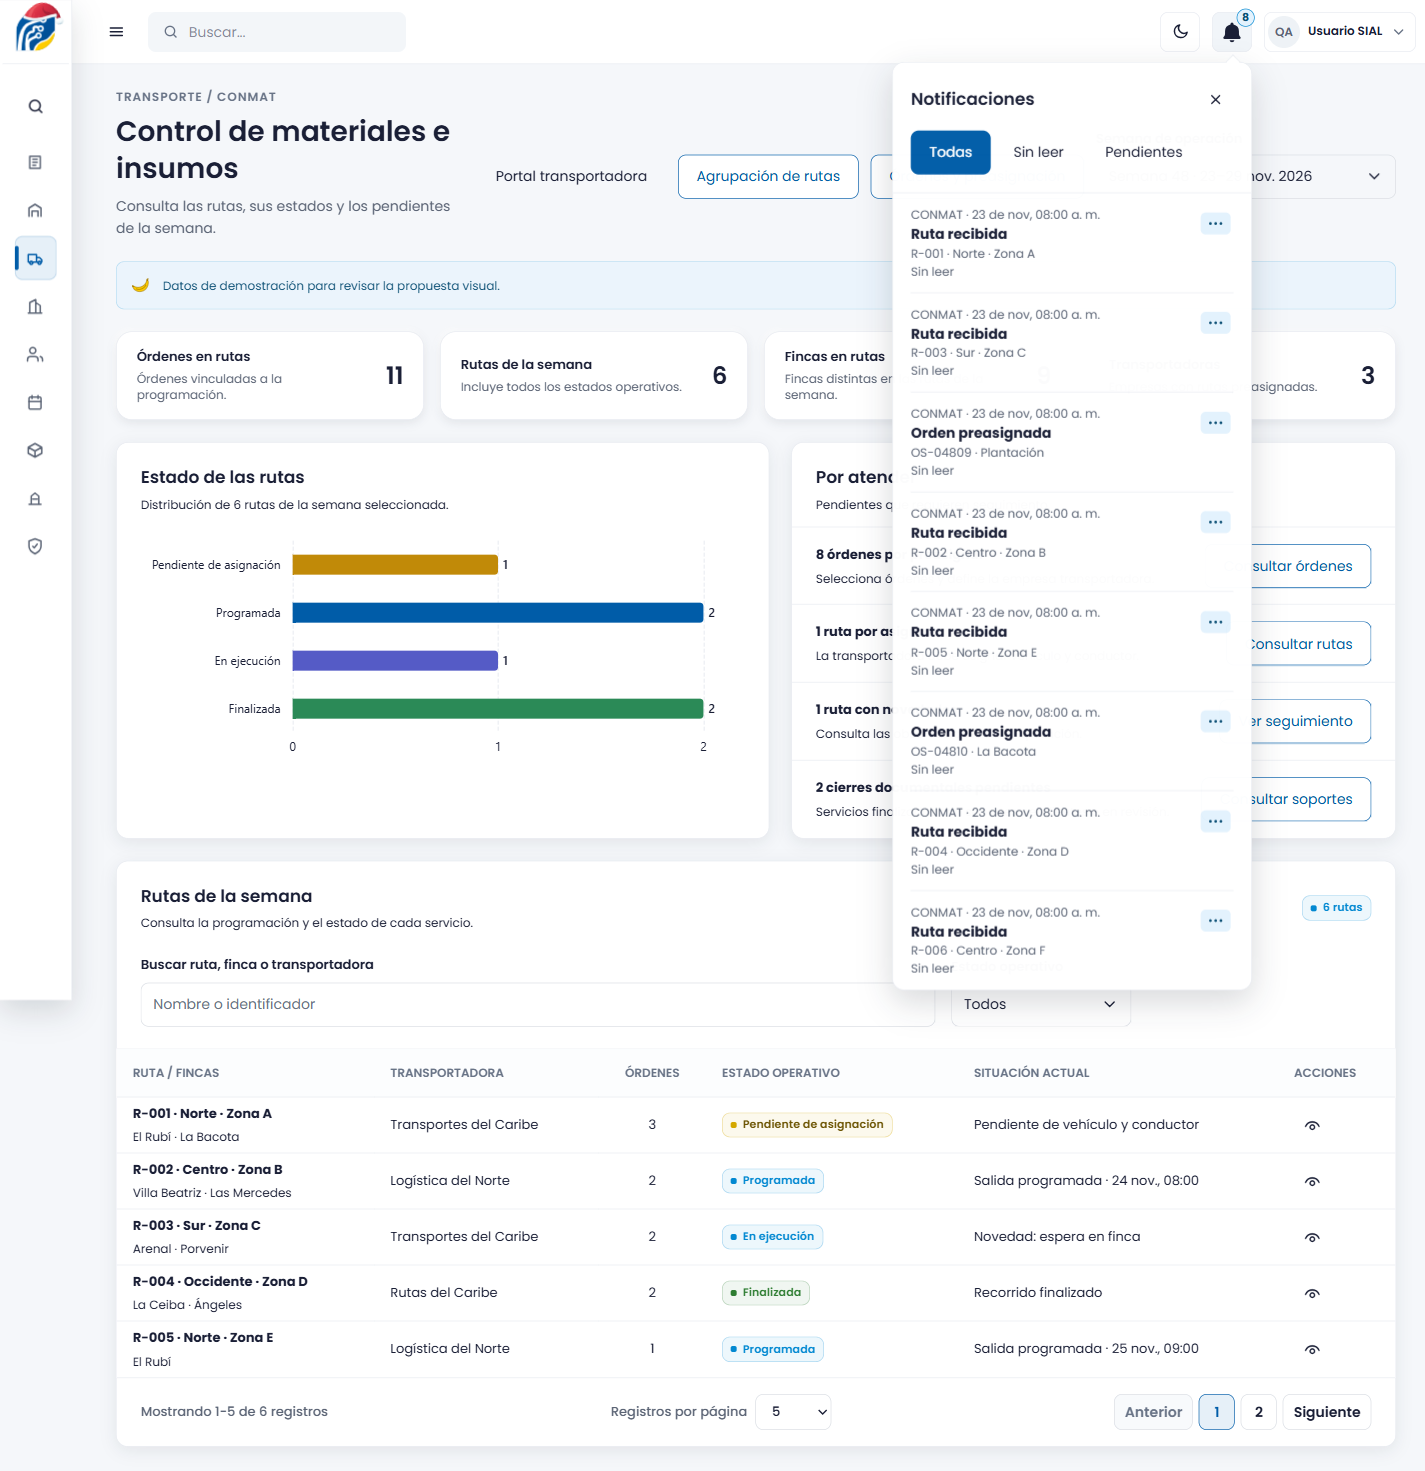 Buscar...
8
QA
Usuario SIAL
TRANSPORTE / CONMAT
Control de materiales e
insumos
Consulta las rutas, sus estados y los pendientes
de la semana.
Portal transportadora
Agrupación de rutas
nov. 2026
Datos de demostración para revisar la propuesta visual.
Órdenes en rutas
Órdenes vinculadas a la
programación.
11
Rutas de la semana
Incluye todos los estados operativos.
6
Fincas en rutas
Fincas distintas en
semana.
asignadas.
3
Estado de las rutas
Distribución de 6 rutas de la semana seleccionada.
Pendiente de asignación
1
Programada
2
En ejecución
1
Finalizada
2
0
1
2
Por aten
Pendientes q
8 órdenes p
Selecciona ó
sultar órdenes
1 ruta por as
La transporta
Consultar rutas
1 ruta con n
Consulta las
er seguimiento
2 cierres do
Servicios fina
sultar soportes
Notificaciones
Todas
Sin leer
Pendientes
CONMAT · 23 de nov, 08:00 a. m.
Ruta recibida
R-001 · Norte · Zona A
Sin leer
CONMAT · 23 de nov, 08:00 a. m.
Ruta recibida
R-003 · Sur · Zona C
Sin leer
CONMAT · 23 de nov, 08:00 a. m.
Orden preasignada
OS-04809 · Plantación
Sin leer
CONMAT · 23 de nov, 08:00 a. m.
Ruta recibida
R-002 · Centro · Zona B
Sin leer
CONMAT · 23 de nov, 08:00 a. m.
Ruta recibida
R-005 · Norte · Zona E
Sin leer
CONMAT · 23 de nov, 08:00 a. m.
Orden preasignada
OS-04810 · La Bacota
Sin leer
CONMAT · 23 de nov, 08:00 a. m.
Ruta recibida
R-004 · Occidente · Zona D
Sin leer
CONMAT · 23 de nov, 08:00 a. m.
Ruta recibida
R-006 · Centro · Zona F
Sin leer
Rutas de la semana
Consulta la programación y el estado de cada servicio.
6 rutas
Buscar ruta, finca o transportadora
Nombre o identificador
Todos
RUTA / FINCAS TRANSPORTADORA ÓRDENES ESTADO OPERATIVO SITUACIÓN ACTUAL ACCIONES
R-001 · Norte · Zona A
El Rubí · La Bacota
Transportes del Caribe 3 Pendiente de asignación Pendiente de vehículo y conductor
R-002 · Centro · Zona B
Villa Beatriz · Las Mercedes
Logística del Norte 2 Programada Salida programada · 24 nov., 08:00
R-003 · Sur · Zona C
Arenal · Porvenir
Transportes del Caribe 2 En ejecución Novedad: espera en finca
R-004 · Occidente · Zona D
La Ceiba · Ángeles
Rutas del Caribe 2 Finalizada Recorrido finalizado
R-005 · Norte · Zona E
El Rubí
Logística del Norte 1 Programada Salida programada · 25 nov., 09:00
Mostrando 1-5 de 6 registros
Registros por página 5
Anterior 1 2 Siguiente